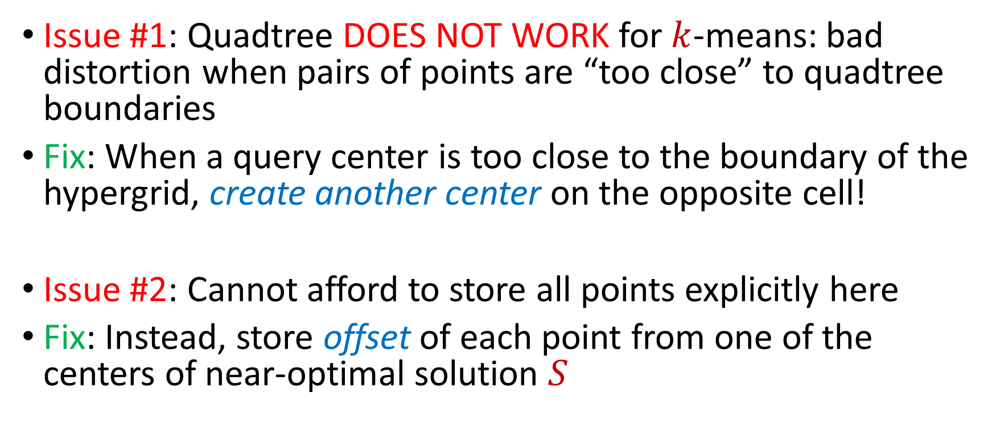 • Issue #1: Quadtree DOES NOT WORK for k-means: bad
distortion when pairs of points are “too close” to quadtree
boundaries
• Fix: When a query center is too close to the boundary of the
hypergrid, create another center on the opposite cell!
• Issue #2: Cannot afford to store all points explicitly here
• Fix: Instead, store offset of each point from one of the
centers of near-optimal solution S